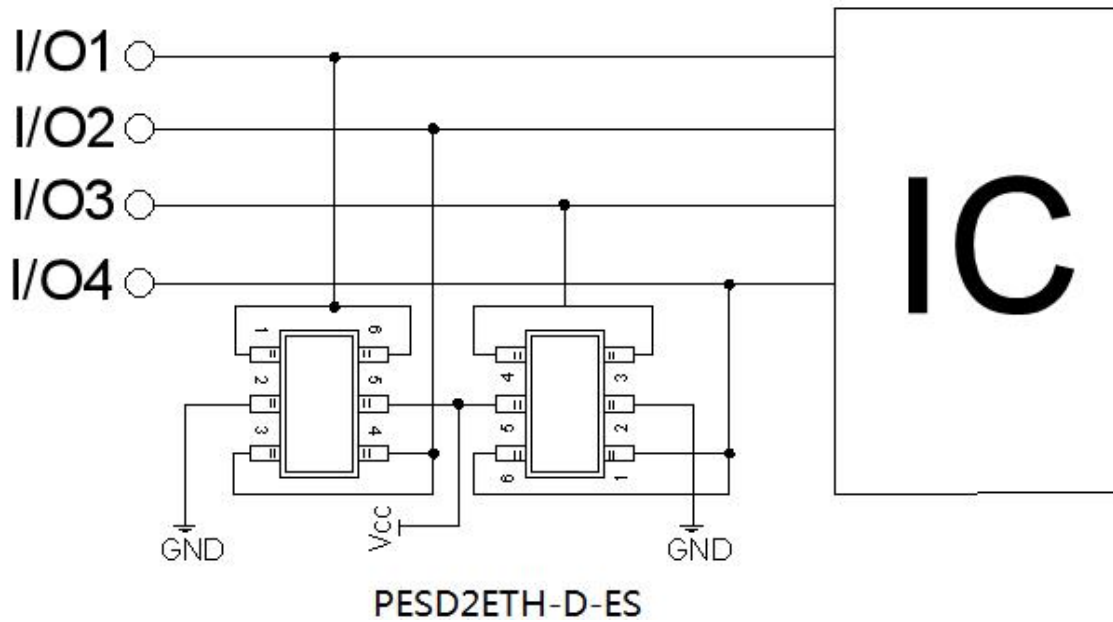 I/O1
I/O2
I/O3
I/O4
IC
1
6
2
5
3
4
4
3
5
2
6
1
GND
VCC
GND
PESD2ETH-D-ES